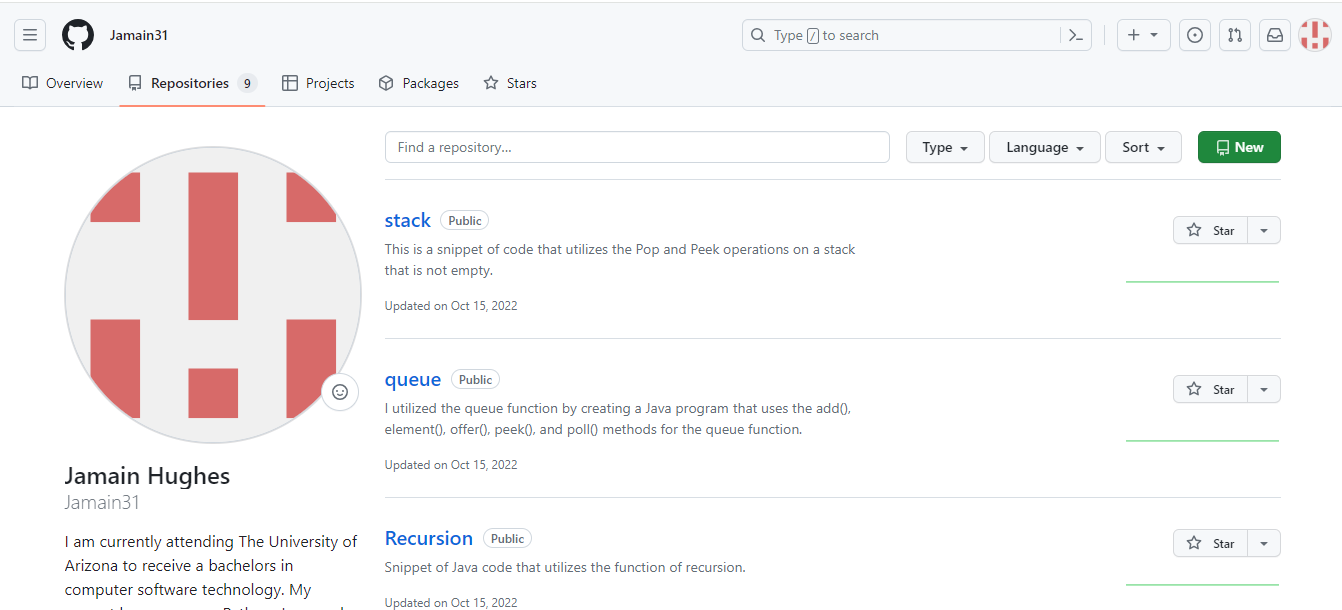 Jamain31
Type / to search
Overview
Repositories 9
Projects
Packages
Stars
Find a repository...
Type
Language
Sort
New
stack Public
Star
This is a snippet of code that utilizes the Pop and Peek operations on a stack
that is not empty.
Updated on Oct 15, 2022
queue Public
Star
I utilized the queue function by creating a Java program that uses the add(),
element(), offer(), peek(), and poll() methods for the queue function.
Updated on Oct 15, 2022
Recursion Public
Star
Snippet of Java code that utilizes the function of recursion.
Updated on Oct 15, 2022
Jamain Hughes
Jamain31
I am currently attending The University of
Arizona to receive a bachelors in
computer software technology. My